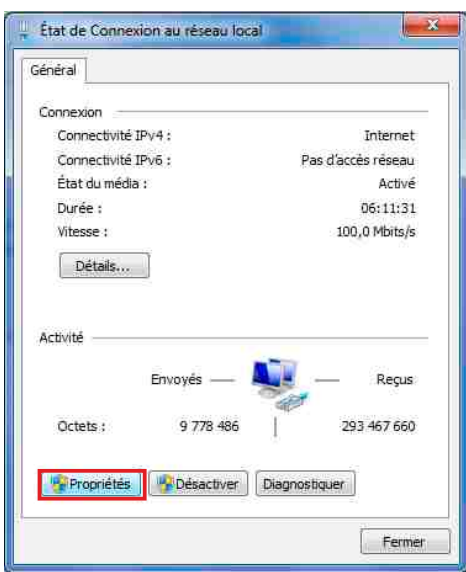 État de Connexion au réseau local
Général
Connexion
Connectivité IPv4 : Internet
Connectivité IPv6 : Pas d'accès réseau
État du média : Activé
Durée : 06:11:31
Vitesse : 100,0 Mbits/s
Détails...
Activité
Envoyés — — Reçus
Octets : 9 778 486 293 467 660
Propriétés Désactiver Diagnostiquer
Fermer